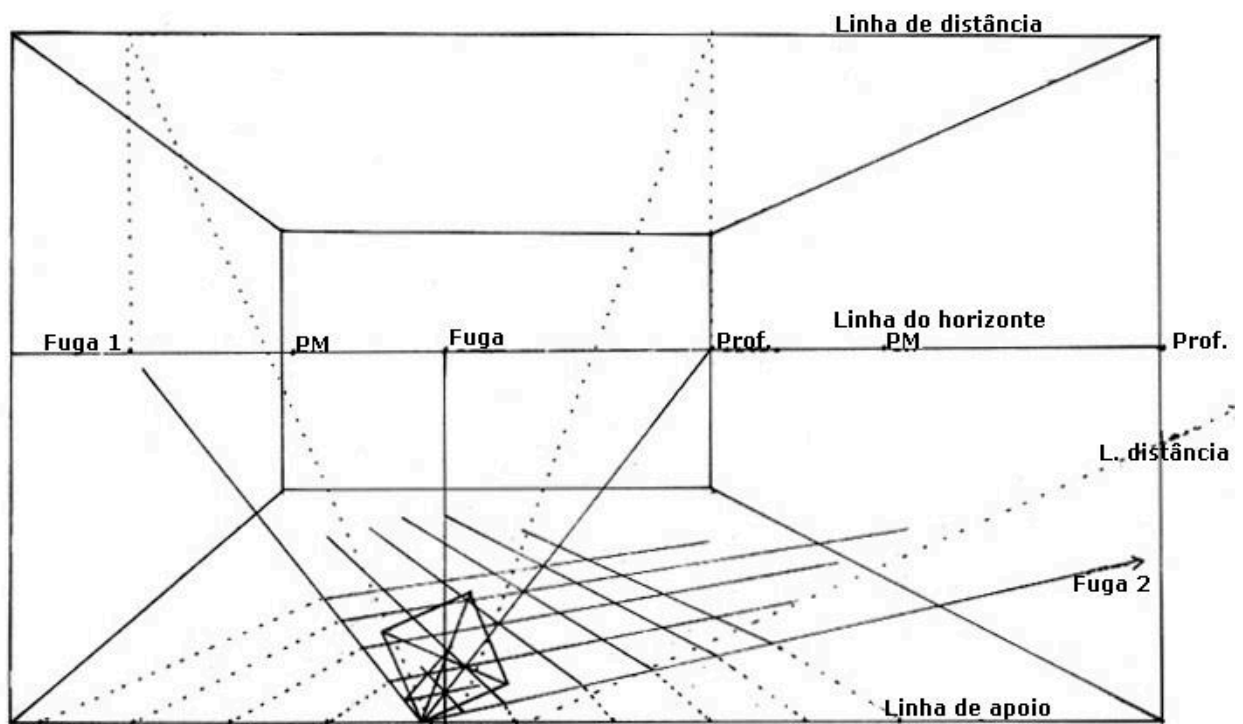 Linha de distância
Linha do horizonte
Fuga 1
PM
Fuga
Prof.
PM
Prof.
L. distância
Fuga 2
Linha de apoio